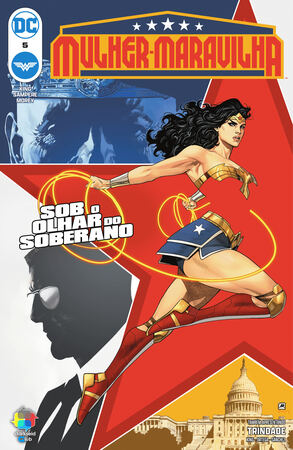 DC
5
MULHER-MARAVILHA
KING
SAMPERE
MOREY
SOB O
OLHAR DO
SOBERANO
TRINDADE